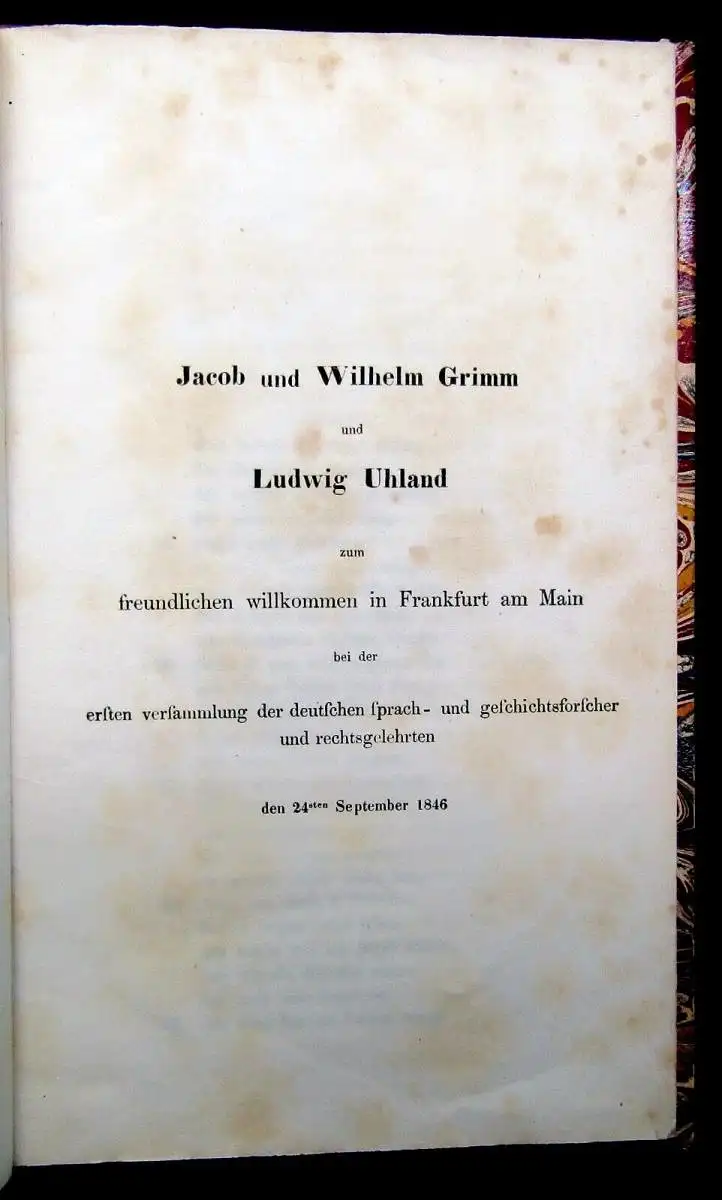 Jacob und Wilhelm Grimm
und
Ludwig Uhland
zum
freundlichen willkommen in Frankfurt am Main
bei der
erſten verſammlung der deutſchen ſprach- und geſchichtsforſcher
und rechtsgelehrten
den 24sten September 1846